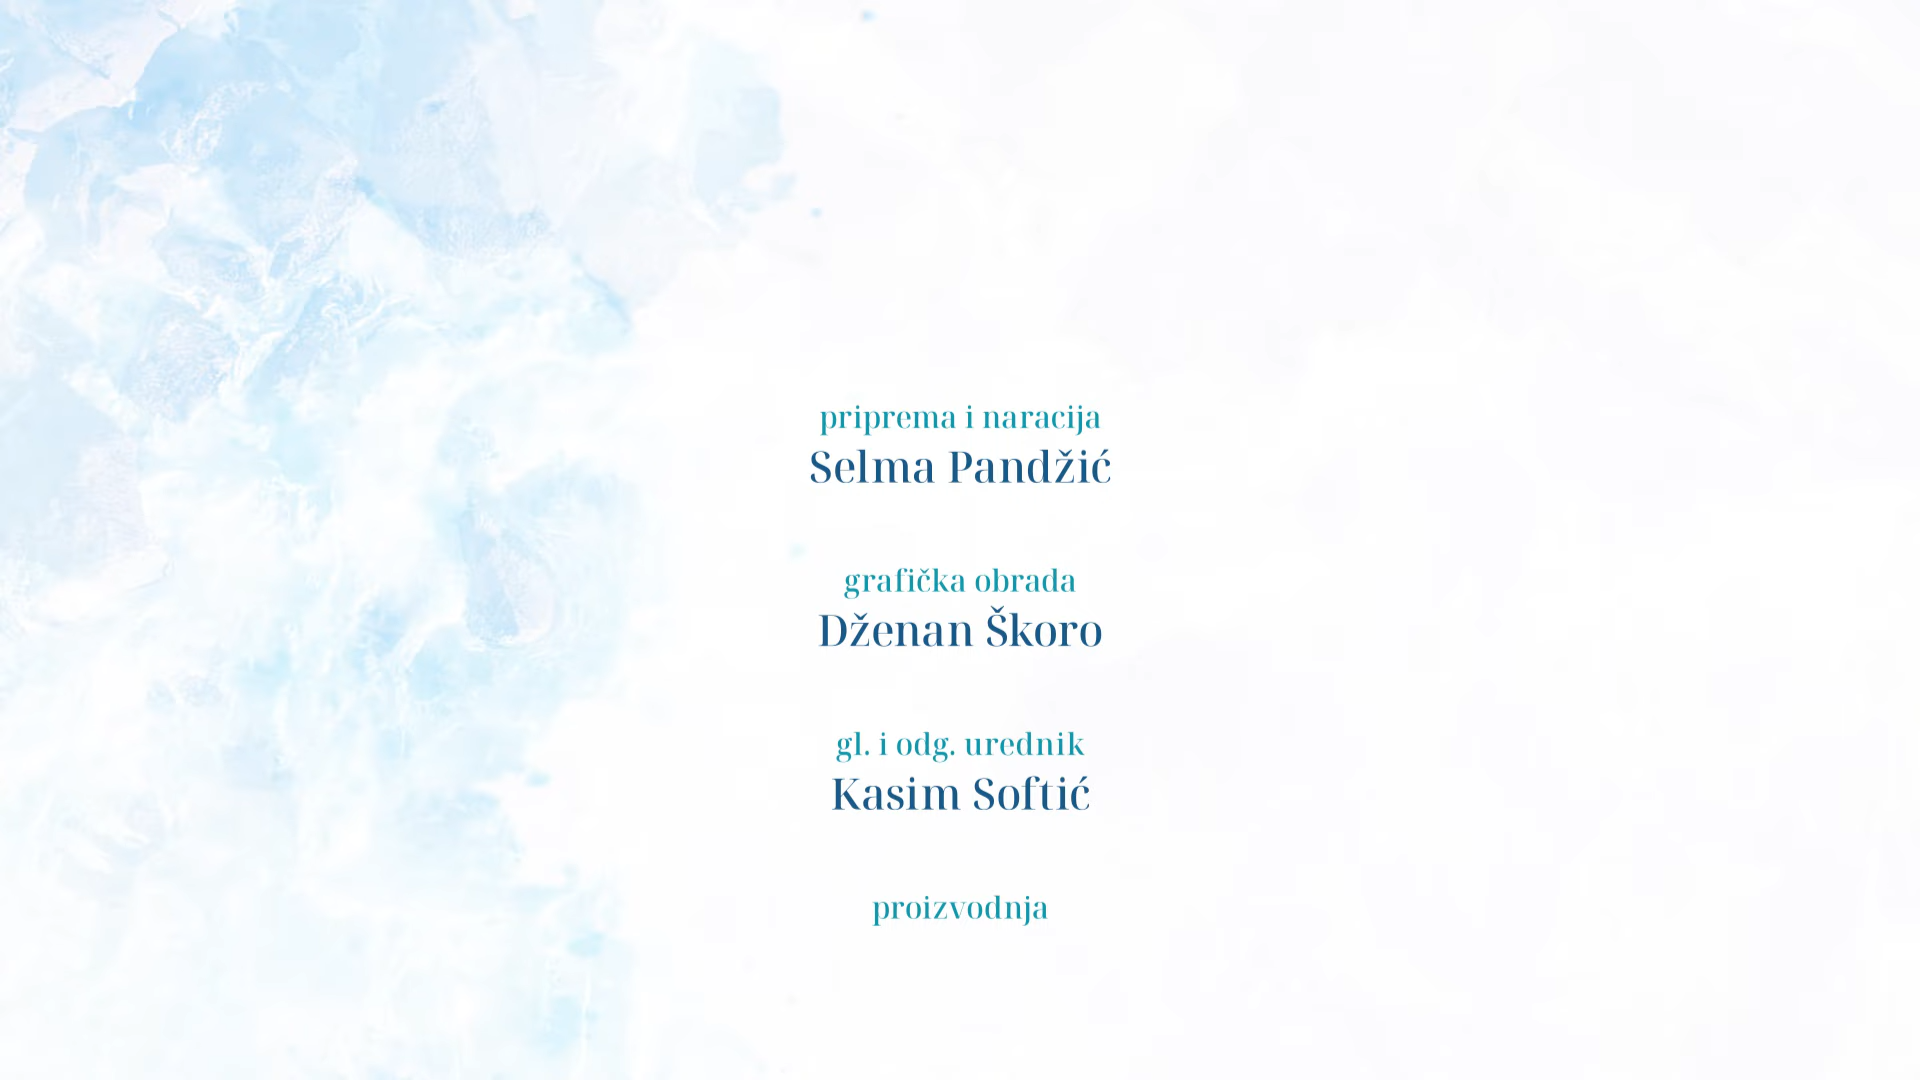 priprema i naracija
Selma Pandžić
grafička obrada
Dženan Škoro
gl. i odg. urednik
Kasim Softić
proizvodnja